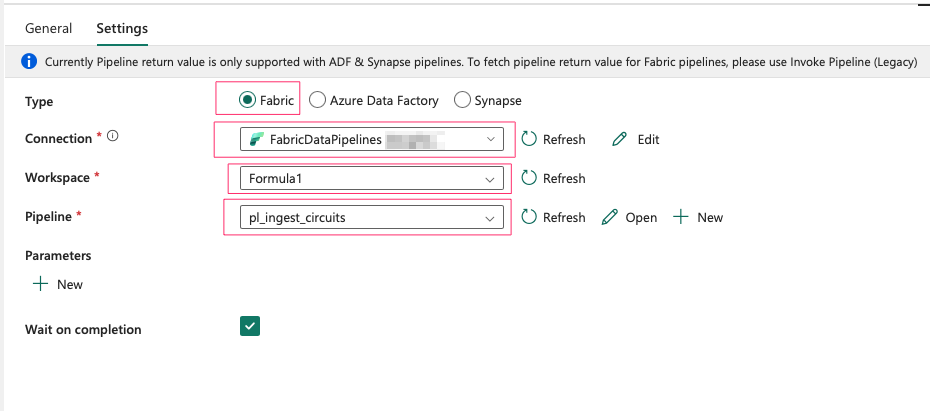 General Settings
Currently Pipeline return value is only supported with ADF & Synapse pipelines. To fetch pipeline return value for Fabric pipelines, please use Invoke Pipeline (Legacy)
Type Fabric Azure Data Factory Synapse
Connection * FabricDataPipelines Refresh Edit
Workspace * Formula1 Refresh
Pipeline * pl_ingest_circuits Refresh Open New
Parameters
New
Wait on completion